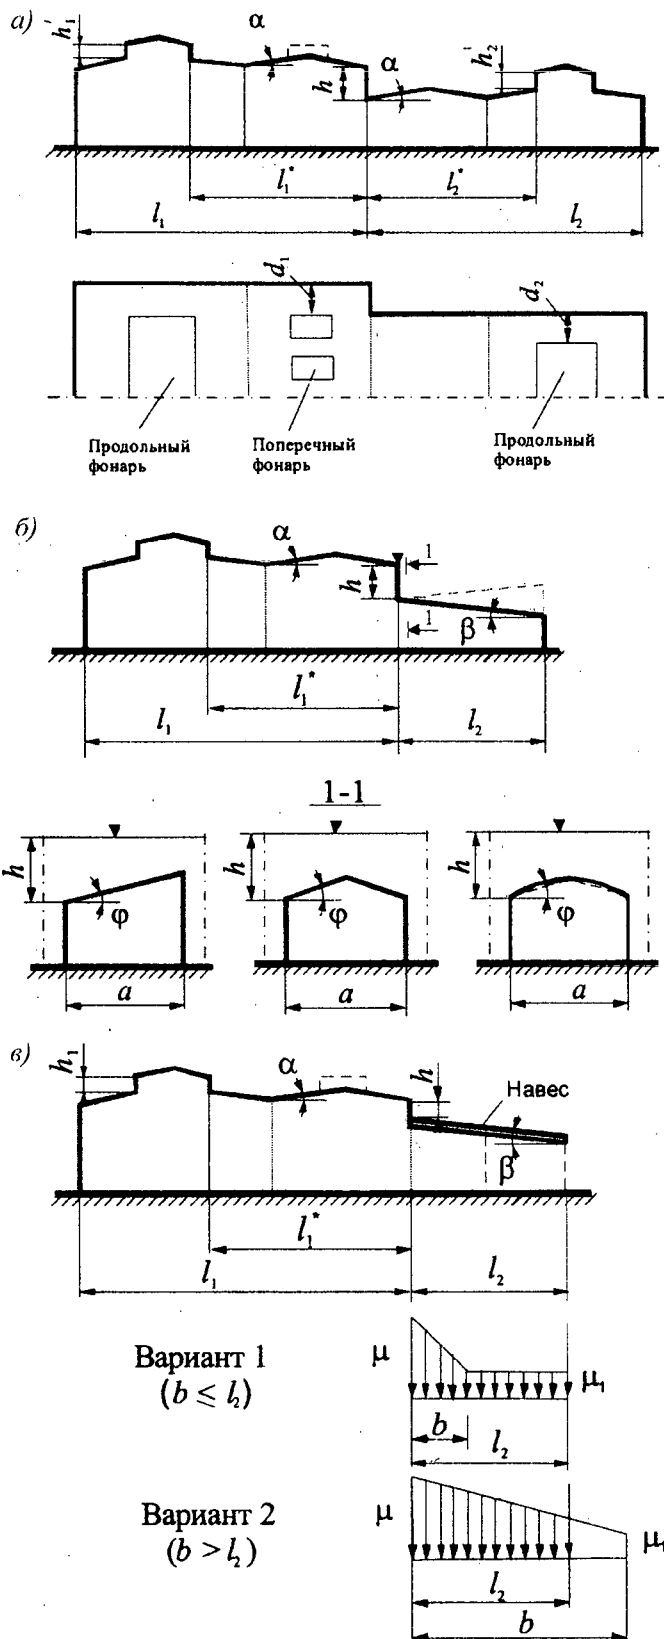 а)
h₁
α
h
α
h₂
l₁*
l₂*
l₁
l₂
d₁
d₂
Продольный
фонарь
Поперечный
фонарь
Продольный
фонарь
б)
α
h
1
1
β
l₁*
l₁
l₂
1-1
h
φ
a
h
φ
a
h
φ
a
в)
h₁
α
h
Навес
β
l₁*
l₁
l₂
Вариант 1
(b ≤ l₂)
μ
μ₁
b
l₂
Вариант 2
(b > l₂)
μ
μ₁
l₂
b